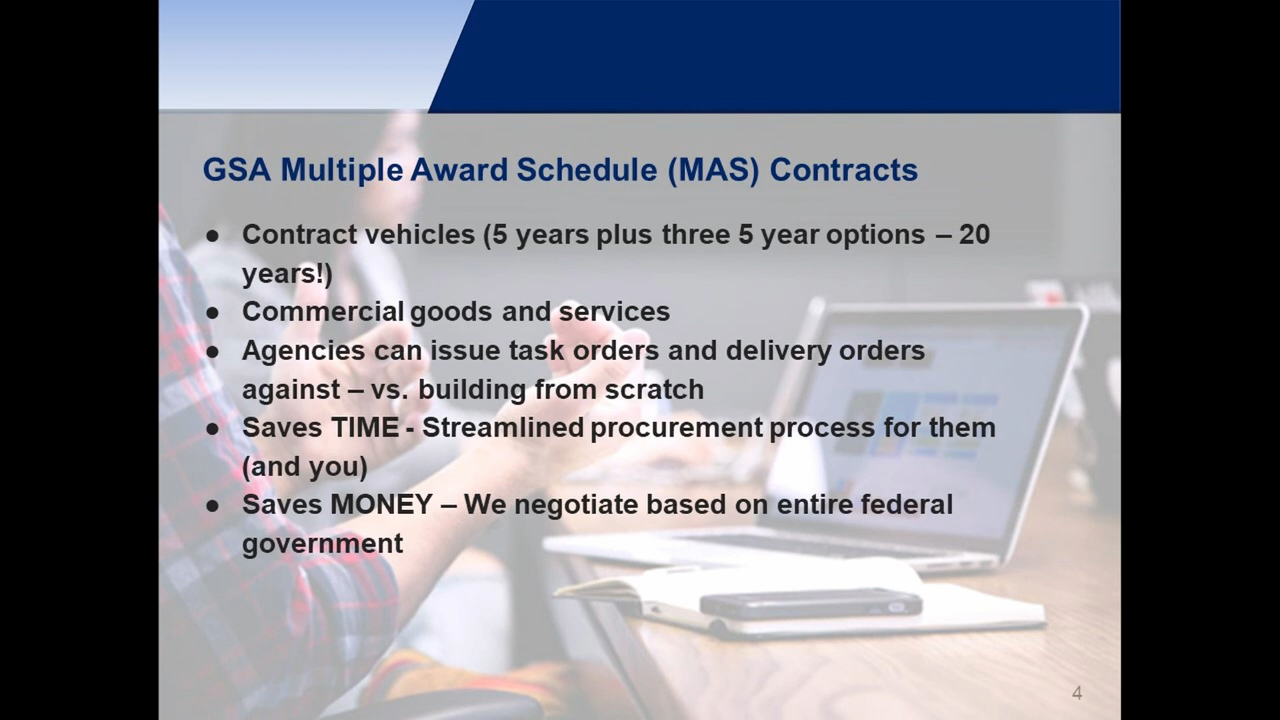 GSA Multiple Award Schedule (MAS) Contracts
● Contract vehicles (5 years plus three 5 year options – 20
years!)
● Commercial goods and services
● Agencies can issue task orders and delivery orders
against – vs. building from scratch
● Saves TIME - Streamlined procurement process for them
(and you)
● Saves MONEY – We negotiate based on entire federal
government
4